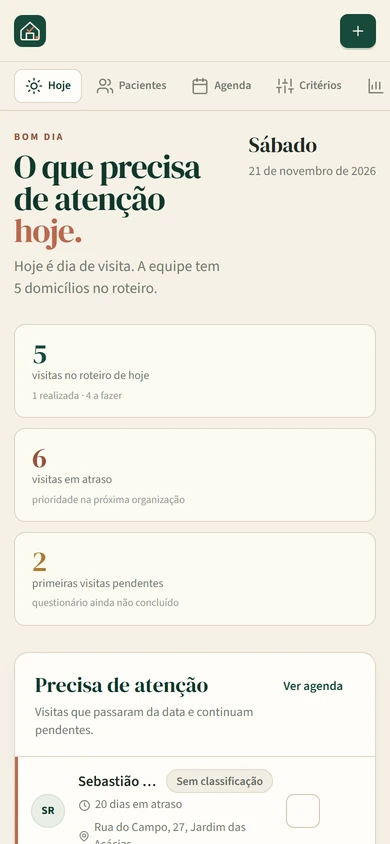 +
Hoje
Pacientes
Agenda
Critérios
BOM DIA
O que precisa
de atenção
hoje.
Sábado
21 de novembro de 2026
Hoje é dia de visita. A equipe tem
5 domicílios no roteiro.
5
visitas no roteiro de hoje
1 realizada · 4 a fazer
6
visitas em atraso
prioridade na próxima organização
2
primeiras visitas pendentes
questionário ainda não concluído
Precisa de atenção
Ver agenda
Visitas que passaram da data e continuam
pendentes.
SR
Sebastião ...
Sem classificação
20 dias em atraso
Rua do Campo, 27, Jardim das
Acácias